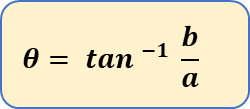 θ = tan⁻¹ b/a